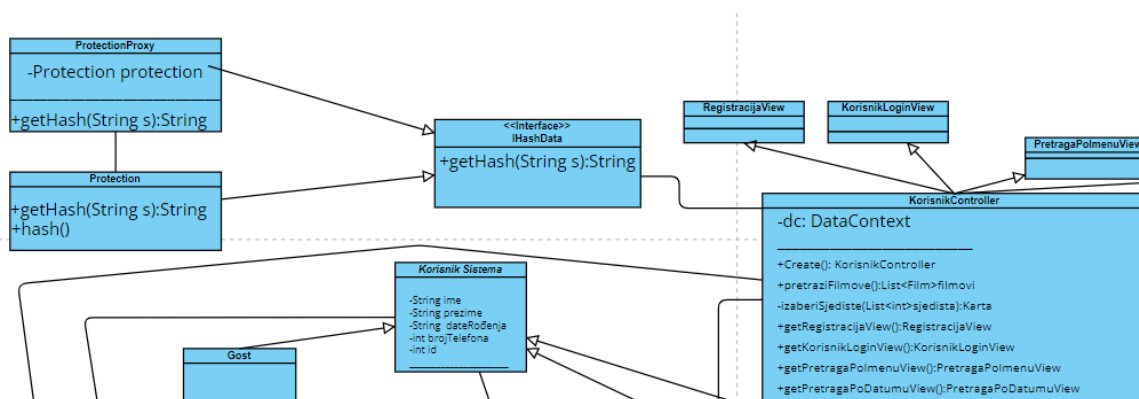 ProtectionProxy
-Protection protection
+getHash(String s):String
Protection
+getHash(String s):String
+hash()
<<Interface>>
IHashData
+getHash(String s):String
RegistracijaView
KorisnikLoginView
PretragaPoImenuView
KorisnikController
-dc: DataContext
+Create(): KorisnikController
+pretraziFilmove():List<Film>filmovi
-izaberiSjediste(List<int>sjedista):Karta
+getRegistracijaView():RegistracijaView
+getKorisnikLoginView():KorisnikLoginView
+getPretragaPoImenuView():PretragaPoImenuView
+getPretragaPoDatumuView():PretragaPoDatumuView
Korisnik Sistema
-String ime
-String prezime
-String dateRođenja
-int brojTelefona
-int id
Gost